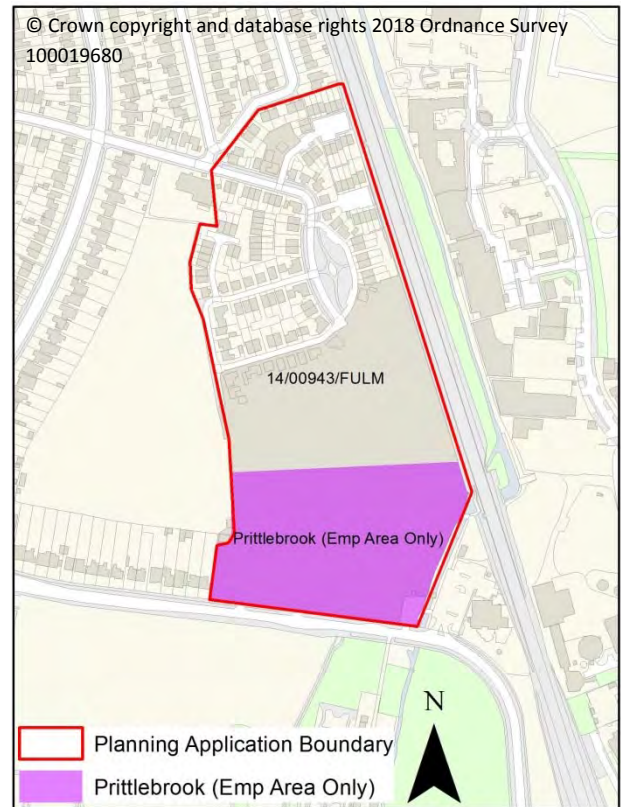 © Crown copyright and database rights 2018 Ordnance Survey
100019680
14/00943/FULM
Prittlebrook (Emp Area Only)
N
Planning Application Boundary
Prittlebrook (Emp Area Only)